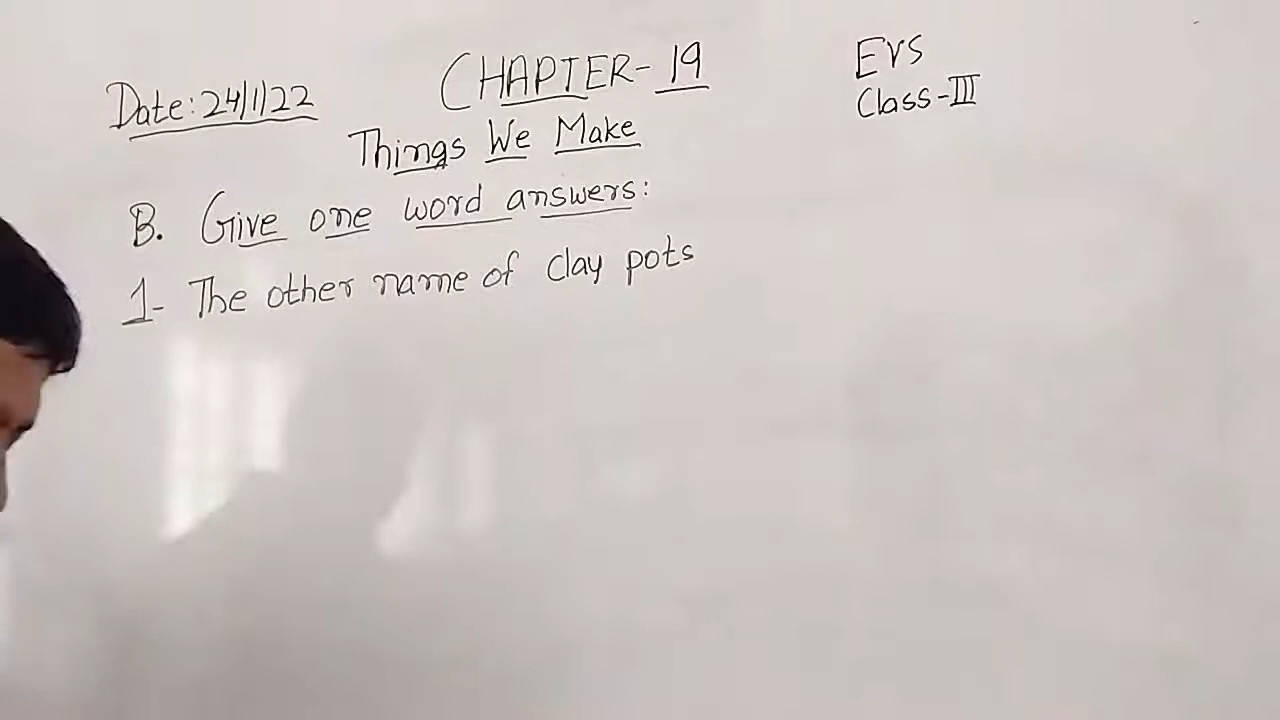 Date: 24/1/22
CHAPTER-19
EVS
Class-III
Things We Make
B. Give one word answers:
1- The other name of clay pots